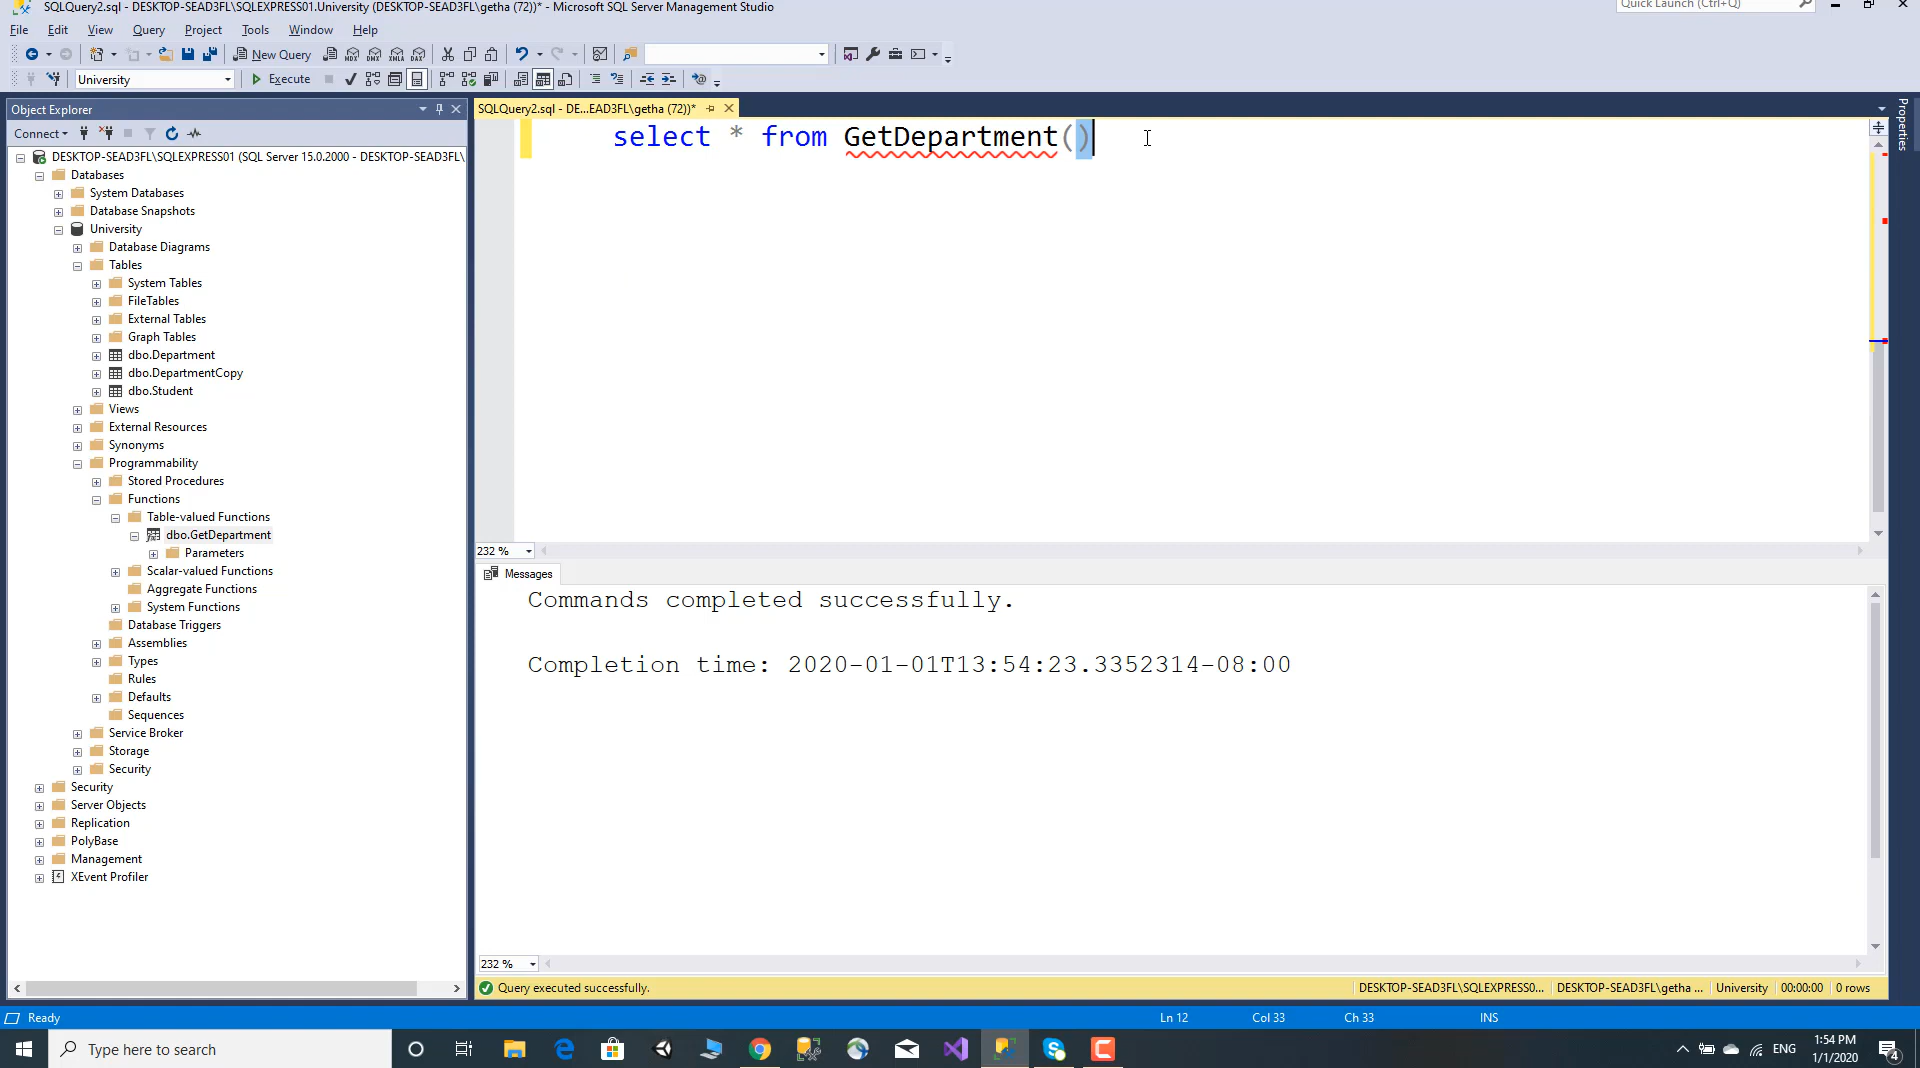 SQLQuery2.sql - DESKTOP-SEAD3FL\SQLEXPRESS01.University (DESKTOP-SEAD3FL\getha (72))* - Microsoft SQL Server Management Studio
Quick Launch (Ctrl+Q)
File Edit View Query Project Tools Window Help
New Query
MDX DMX XMLA DAX
University
Execute
Object Explorer
SQLQuery2.sql - DE...EAD3FL\getha (72))*
Properties
Connect
DESKTOP-SEAD3FL\SQLEXPRESS01 (SQL Server 15.0.2000 - DESKTOP-SEAD3FL\
Databases
System Databases
Database Snapshots
University
Database Diagrams
Tables
System Tables
FileTables
External Tables
Graph Tables
dbo.Department
dbo.DepartmentCopy
dbo.Student
Views
External Resources
Synonyms
Programmability
Stored Procedures
Functions
Table-valued Functions
dbo.GetDepartment
Parameters
Scalar-valued Functions
Aggregate Functions
System Functions
Database Triggers
Assemblies
Types
Rules
Defaults
Sequences
Service Broker
Storage
Security
Security
Server Objects
Replication
PolyBase
Management
XEvent Profiler
select * from GetDepartment()
232 %
Messages
Commands completed successfully.
Completion time: 2020-01-01T13:54:23.3352314-08:00
232 %
Query executed successfully.
DESKTOP-SEAD3FL\SQLEXPRESS0... DESKTOP-SEAD3FL\getha ... University 00:00:00 0 rows
Ready
Ln 12 Col 33 Ch 33 INS
Type here to search
ENG
1:54 PM
1/1/2020
4